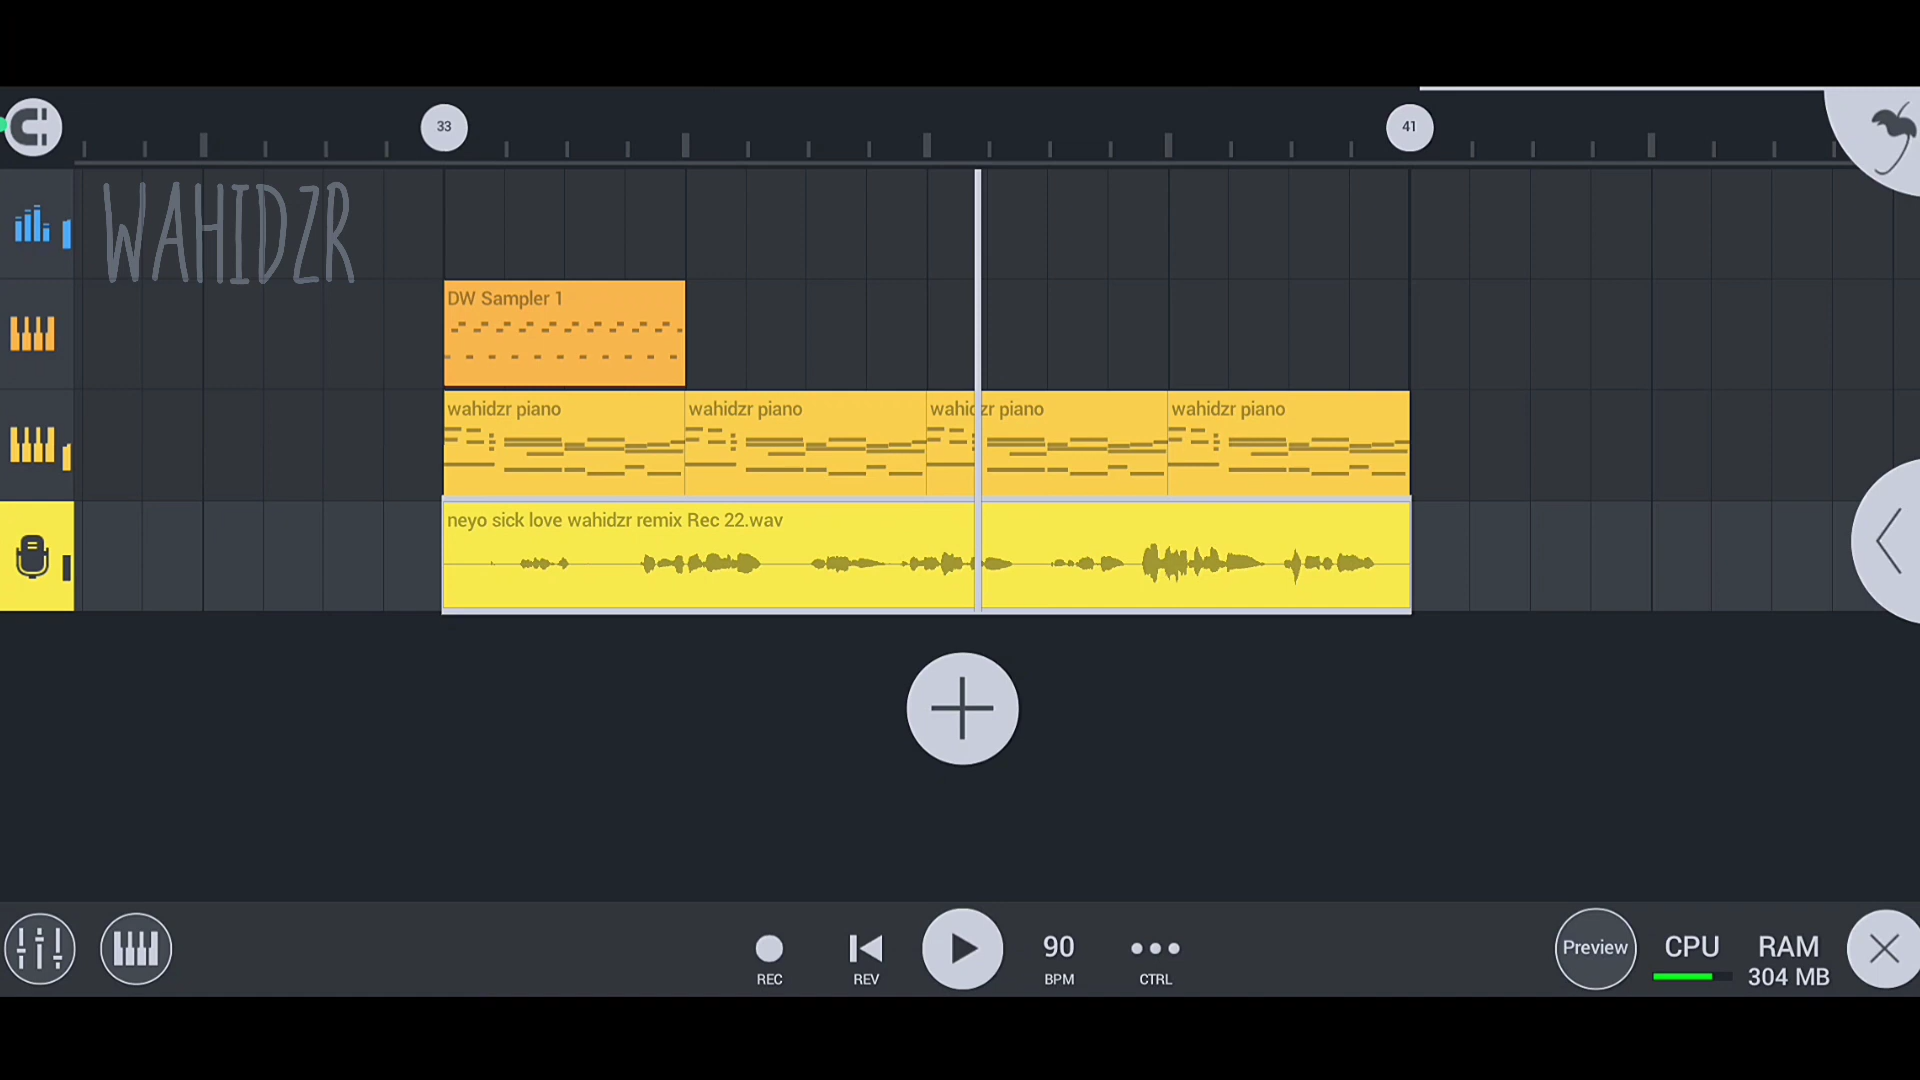 33
41
WAHIDZR
DW Sampler 1
wahidzr piano
wahidzr piano
wahidzr piano
wahidzr piano
neyo sick love wahidzr remix Rec 22.wav
REC
REV
90
BPM
CTRL
Preview
CPU
RAM
304 MB